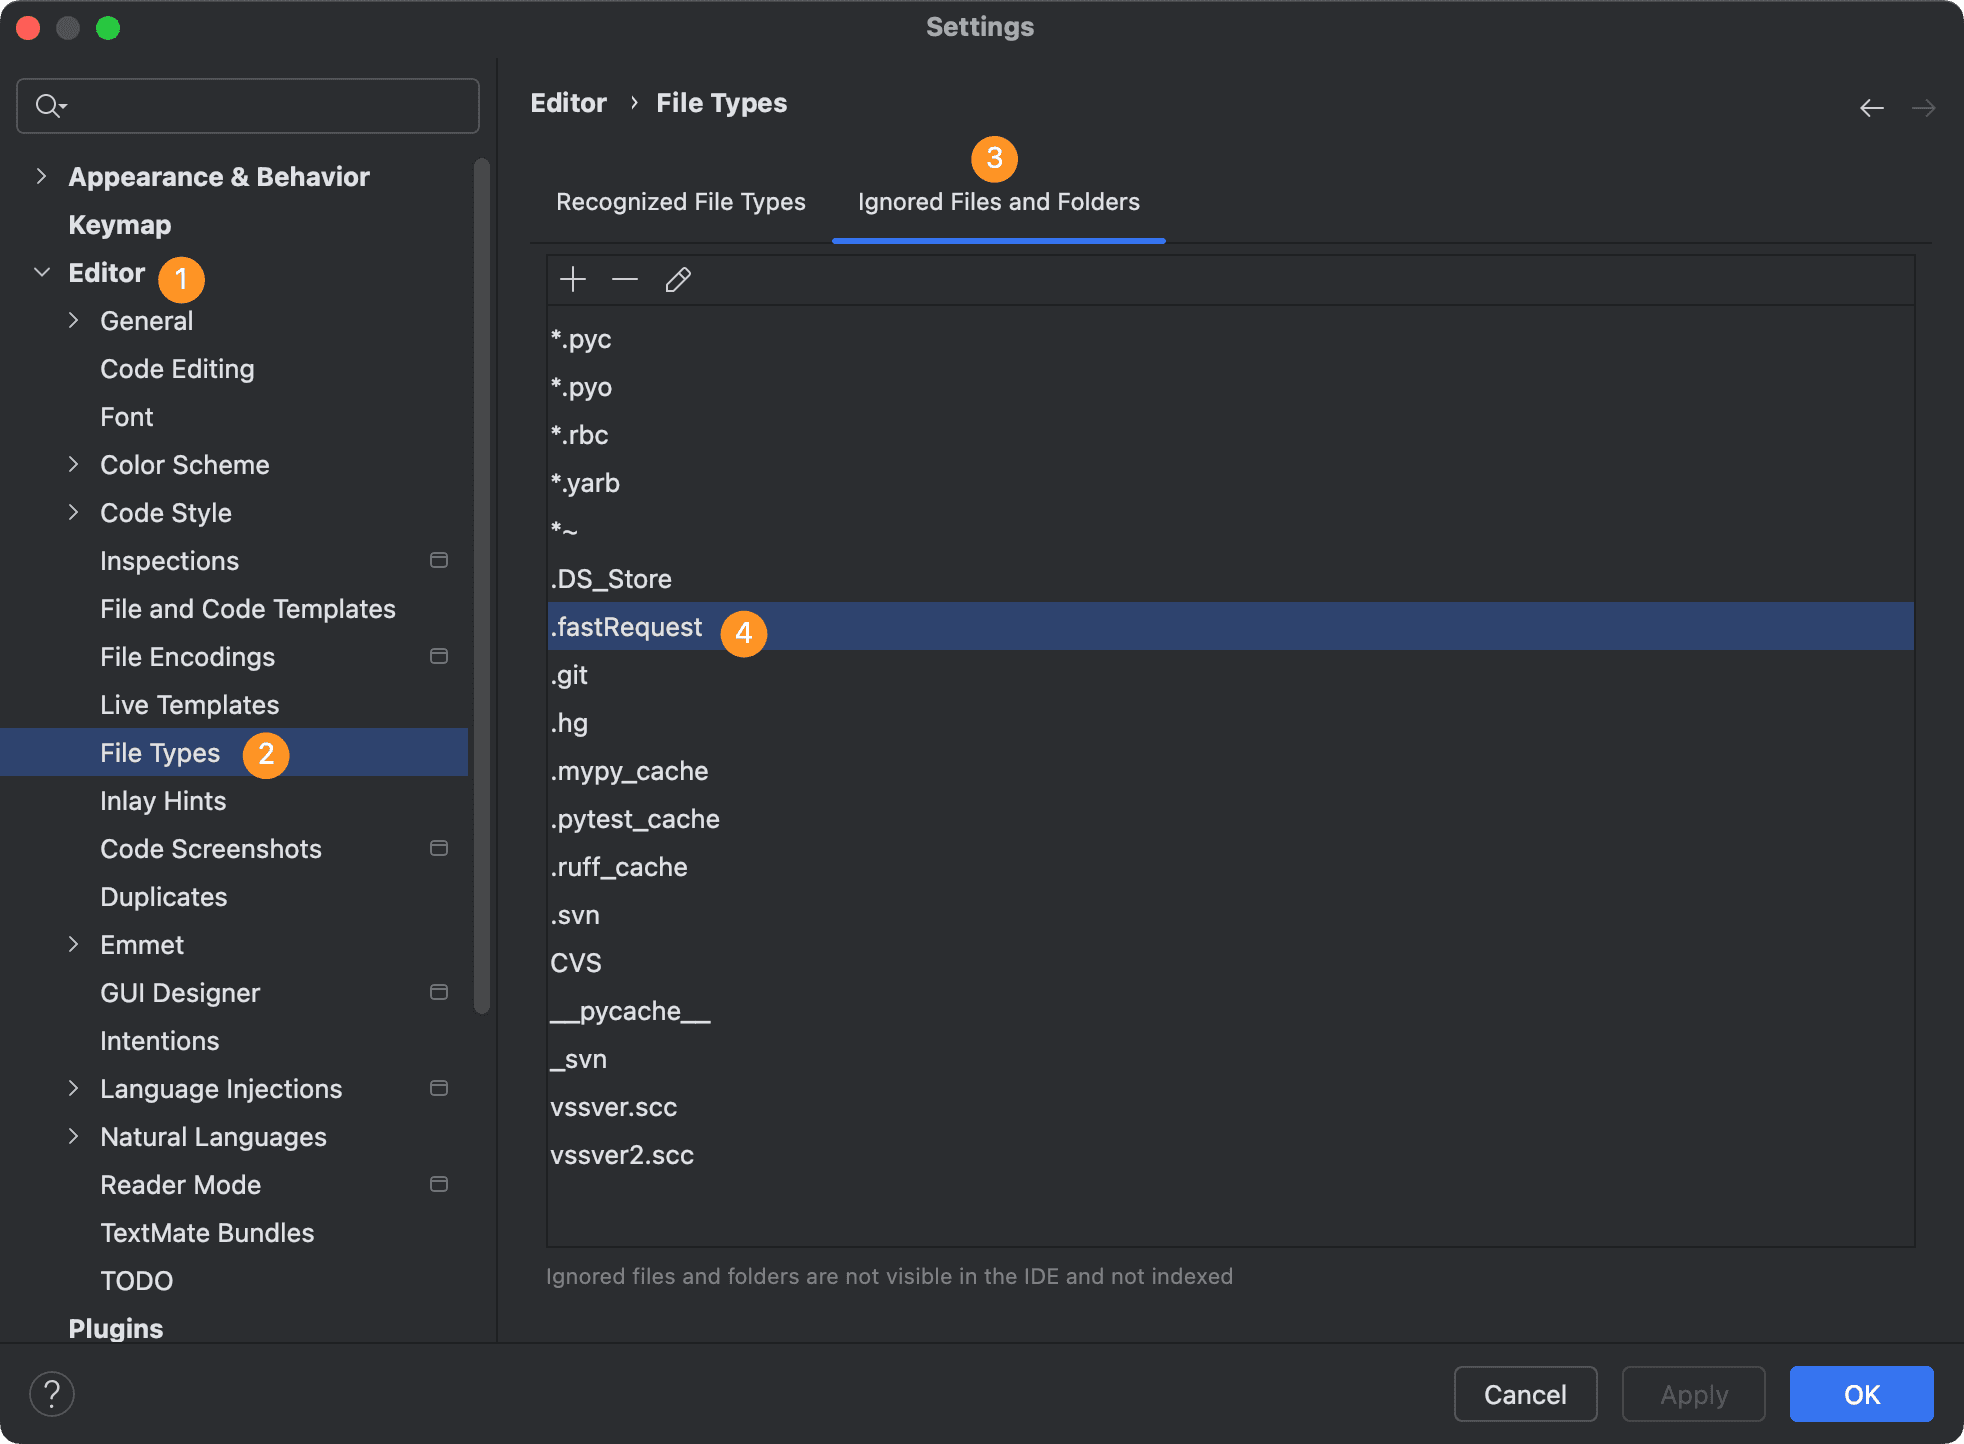 Settings
Appearance & Behavior
Keymap
Editor 1
General
Code Editing
Font
Color Scheme
Code Style
Inspections
File and Code Templates
File Encodings
Live Templates
File Types 2
Inlay Hints
Code Screenshots
Duplicates
Emmet
GUI Designer
Intentions
Language Injections
Natural Languages
Reader Mode
TextMate Bundles
TODO
Plugins
Editor › File Types
3
Recognized File Types Ignored Files and Folders
*.pyc
*.pyo
*.rbc
*.yarb
*~
.DS_Store
.fastRequest 4
.git
.hg
.mypy_cache
.pytest_cache
.ruff_cache
.svn
CVS
__pycache__
_svn
vssver.scc
vssver2.scc
Ignored files and folders are not visible in the IDE and not indexed
? Cancel Apply OK